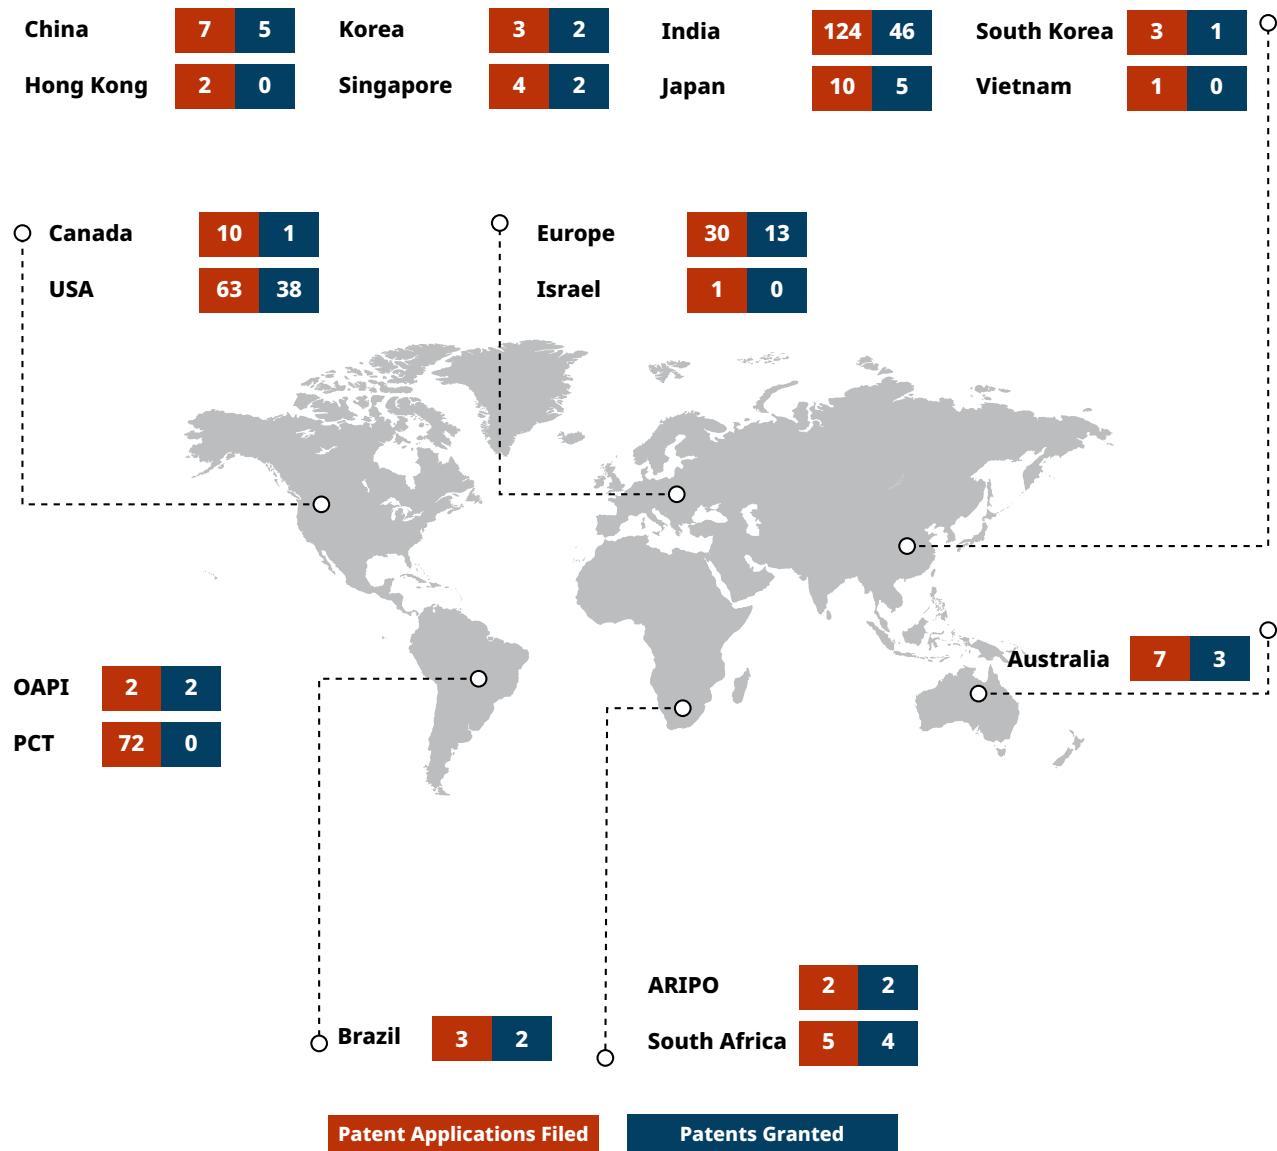 China 7 5 Korea 3 2 India 124 46 South Korea 3 1
Hong Kong 2 0 Singapore 4 2 Japan 10 5 Vietnam 1 0
Canada 10 1 Europe 30 13
USA 63 38 Israel 1 0
Australia 7 3
OAPI 2 2
PCT 72 0
ARIPO 2 2
Brazil 3 2
South Africa 5 4
Patent Applications Filed Patents Granted